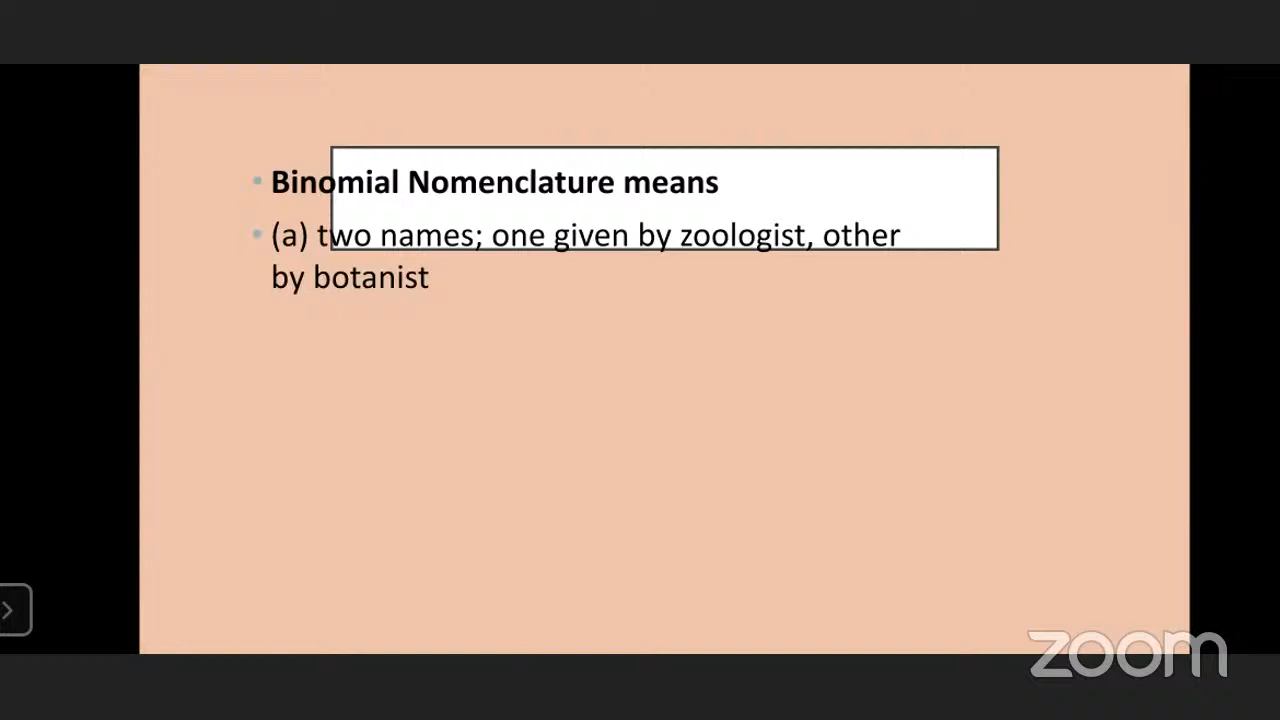 Binomial Nomenclature means
(a) two names; one given by zoologist, other
by botanist
zoom